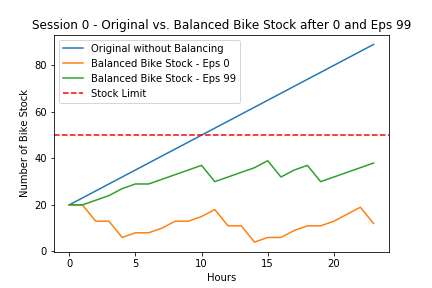 Session 0 - Original vs. Balanced Bike Stock after 0 and Eps 99
Original without Balancing
Balanced Bike Stock - Eps 0
Balanced Bike Stock - Eps 99
Stock Limit
Number of Bike Stock
80
60
40
20
0
0 5 10 15 20
Hours